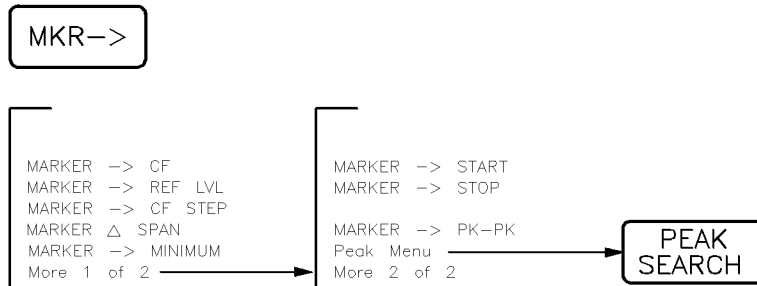 MKR->
MARKER -> CF
MARKER -> REF LVL
MARKER -> CF STEP
MARKER △ SPAN
MARKER -> MINIMUM
More 1 of 2
MARKER -> START
MARKER -> STOP
MARKER -> PK-PK
Peak Menu
More 2 of 2
PEAK
SEARCH